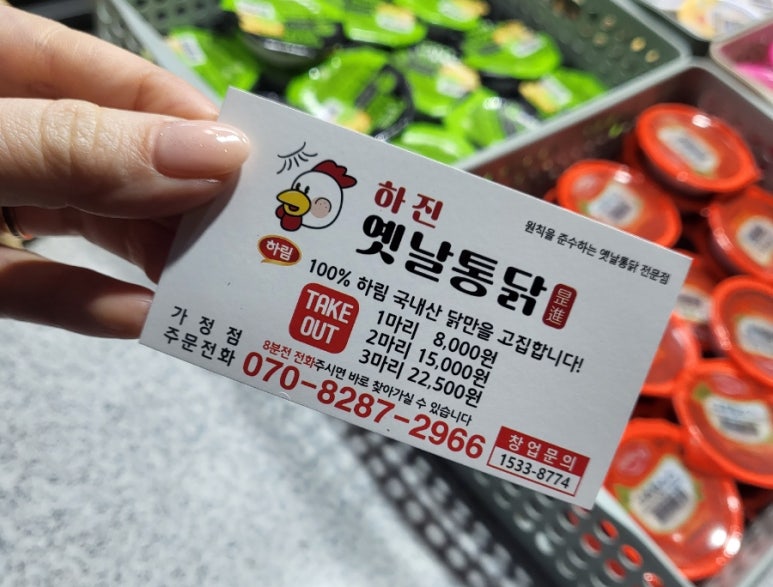 하진
옛날통닭
원칙을 준수하는 옛날통닭 전문점
하림
100% 하림 국내산 닭만을 고집합니다!
TAKE OUT
1마리 8,000원
2마리 15,000원
3마리 22,500원
가정점
주문전화
8분전 전화주시면 바로 찾아가실 수 있습니다
070-8287-2966
창업문의
1533-8774